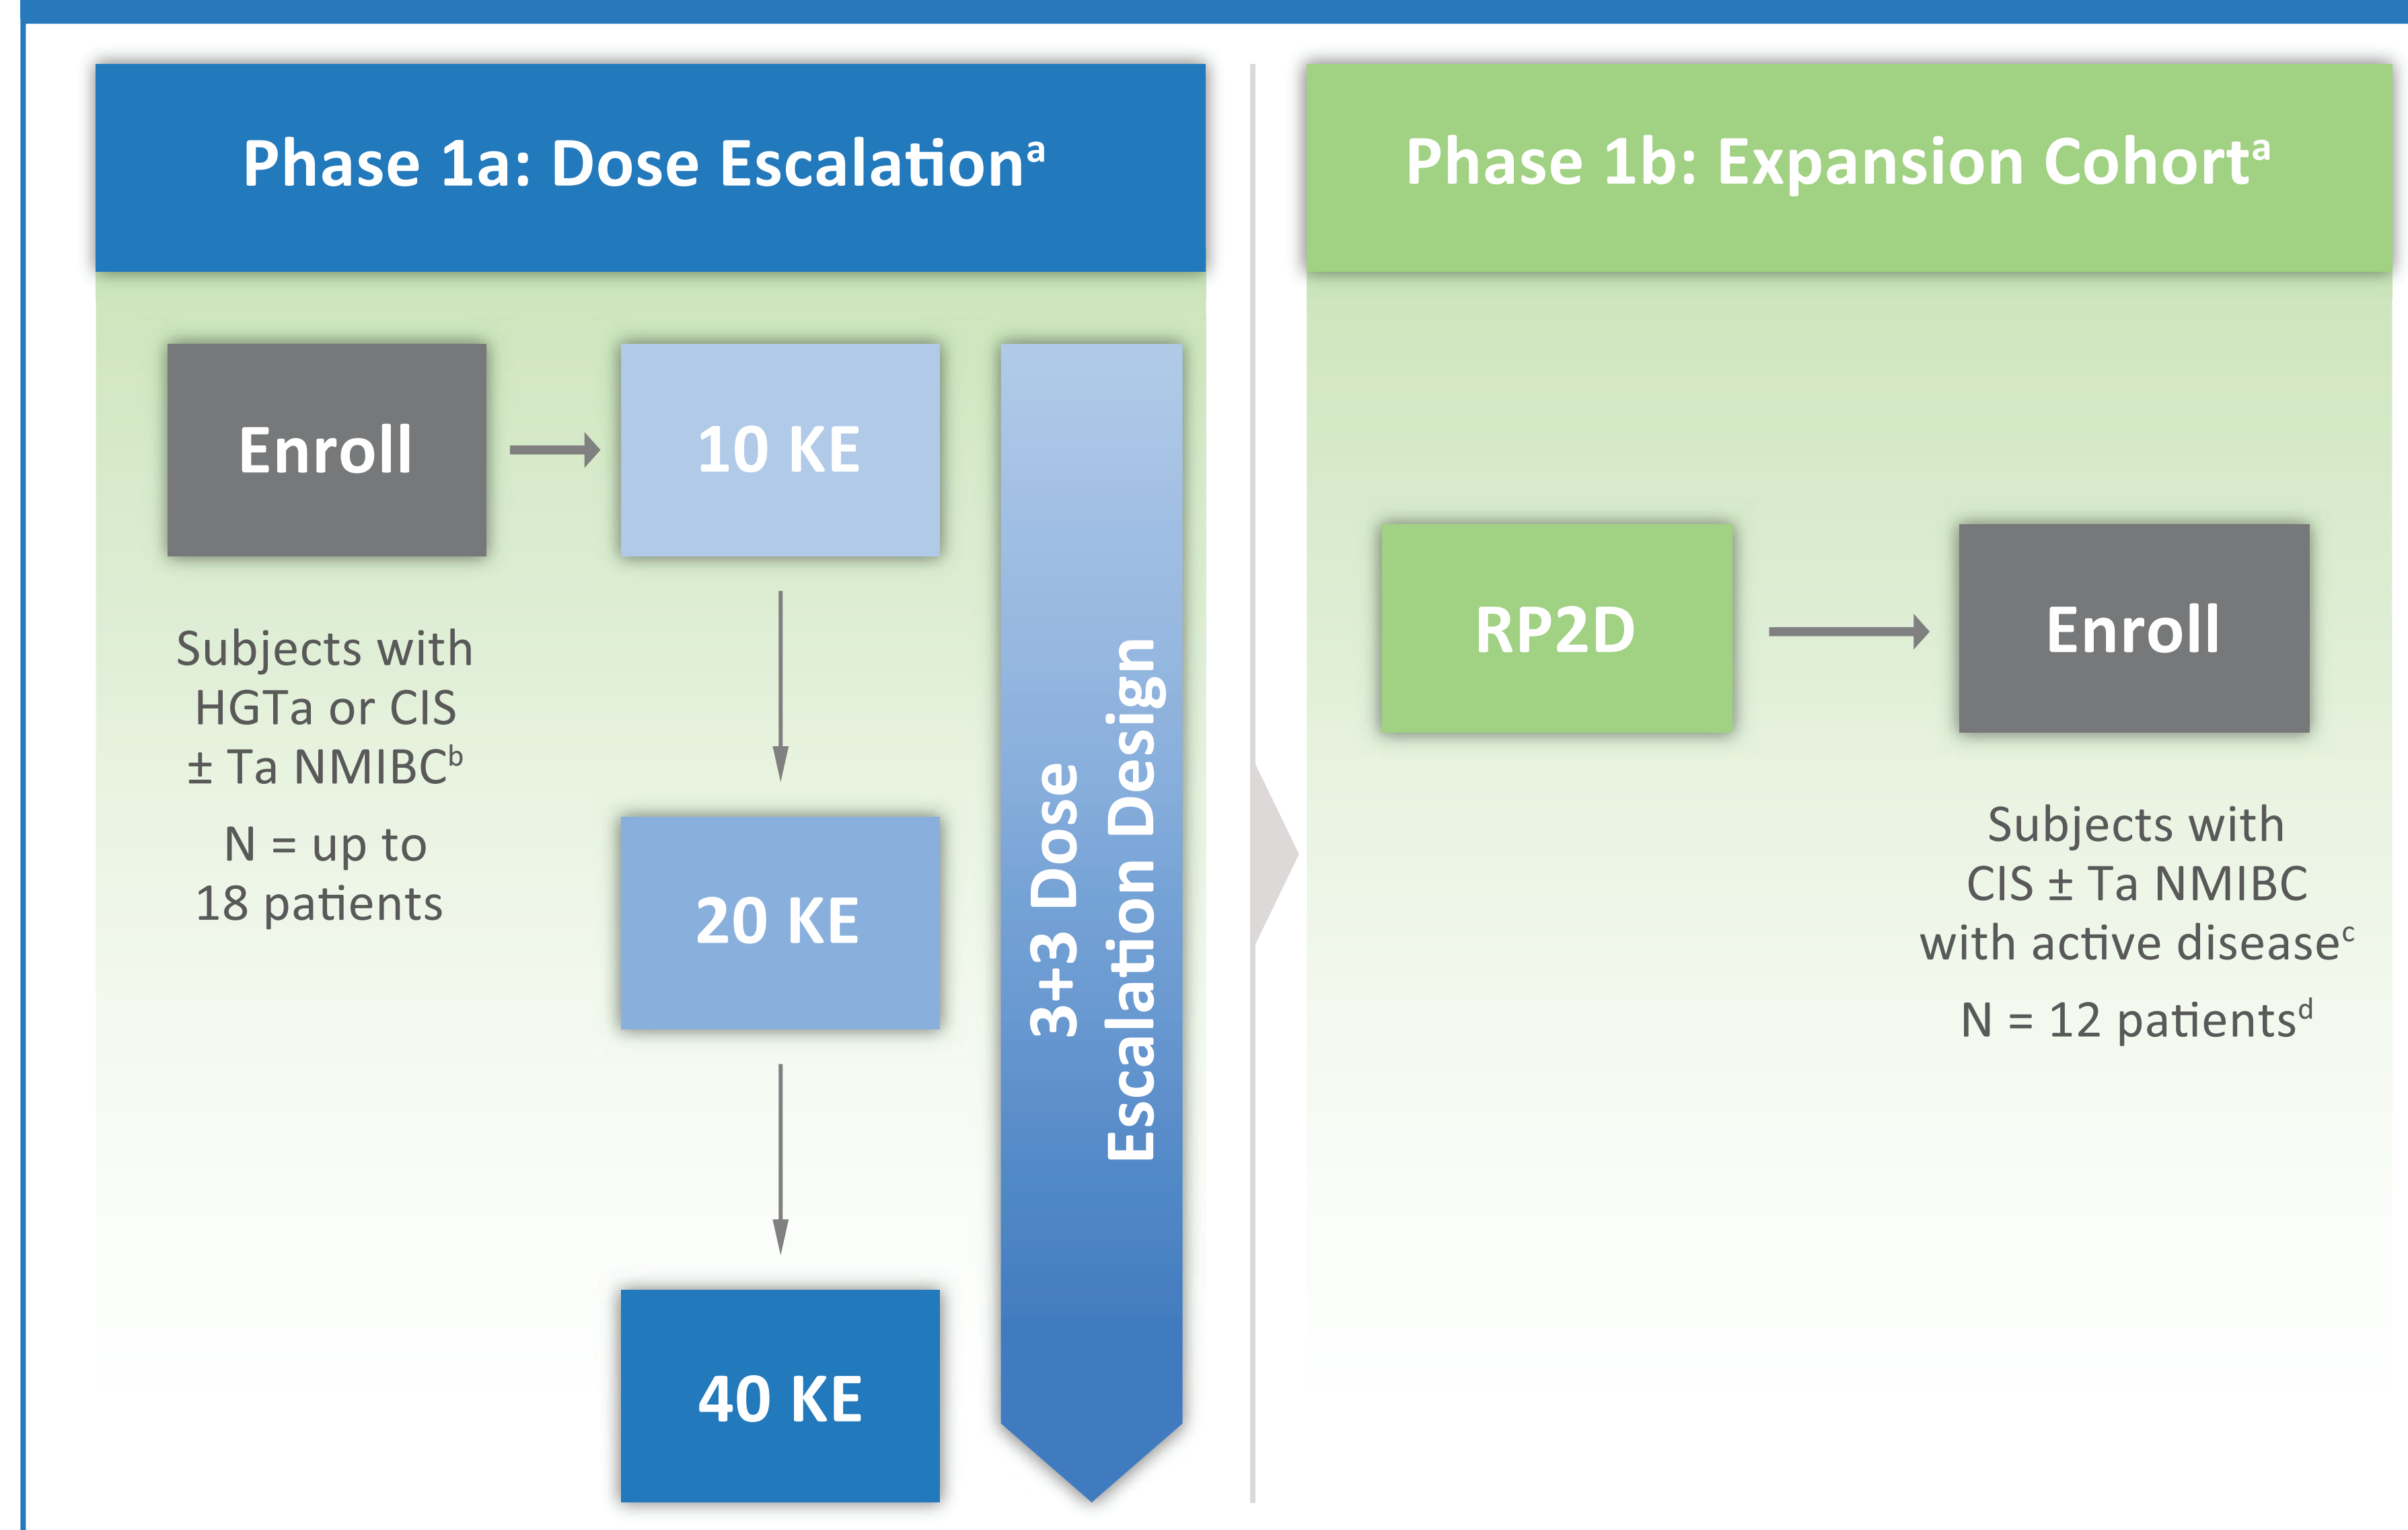 Phase 1a: Dose Escalationᵃ
Enroll
10 KE
Subjects with
HGTa or CIS
± Ta NMIBCᵇ
N = up to
18 patients
20 KE
40 KE
3+3 Dose
Escalation Design
Phase 1b: Expansion Cohortᵃ
RP2D
Enroll
Subjects with
CIS ± Ta NMIBC
with active diseaseᶜ
N = 12 patientsᵈ